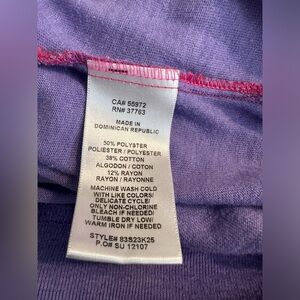 CA# 55972
RN# 37763
MADE IN
DOMINICAN REPUBLIC
50% POLYSTER
POLIESTER / POLYESTER
38% COTTON
ALGODON / COTON
12% RAYON
RAYON / RAYONNE
MACHINE WASH COLD
WITH LIKE COLORS/
DELICATE CYCLE/
ONLY NON-CHLORINE
BLEACH IF NEEDED/
TUMBLE DRY LOW/
WARM IRON IF NEEDED
STYLE# 83S23K25
P.O# SU 12107